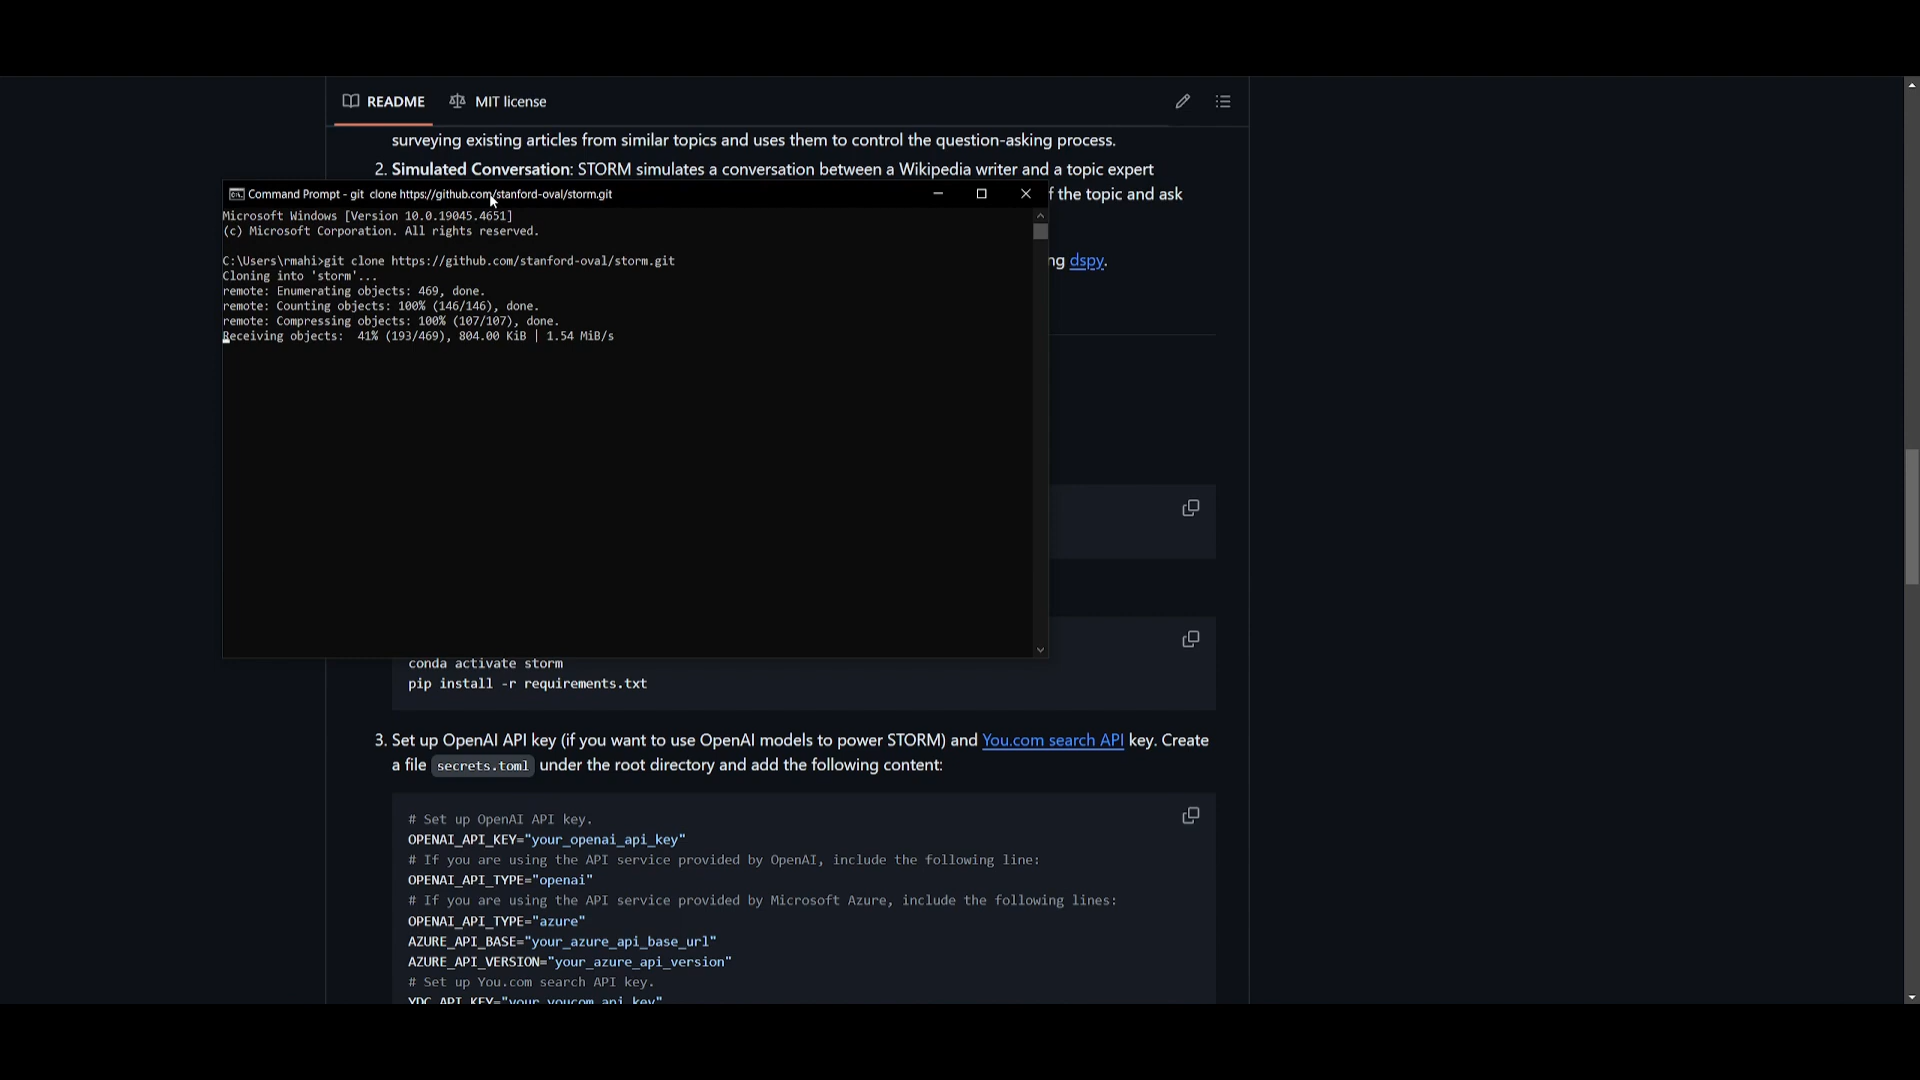 README
MIT license
surveying existing articles from similar topics and uses them to control the question-asking process.
2. Simulated Conversation: STORM simulates a conversation between a Wikipedia writer and a topic expert
f the topic and ask
ng dspy.
Command Prompt - git  clone https://github.com/stanford-oval/storm.git
Microsoft Windows [Version 10.0.19045.4651]
(c) Microsoft Corporation. All rights reserved.
C:\Users\rmahi>git clone https://github.com/stanford-oval/storm.git
Cloning into 'storm'...
remote: Enumerating objects: 469, done.
remote: Counting objects: 100% (146/146), done.
remote: Compressing objects: 100% (107/107), done.
Receiving objects:  41% (193/469), 804.00 KiB | 1.54 MiB/s
conda activate storm
pip install -r requirements.txt
3. Set up OpenAI API key (if you want to use OpenAI models to power STORM) and You.com search API key. Create
a file secrets.toml under the root directory and add the following content:
# Set up OpenAI API key.
OPENAI_API_KEY="your_openai_api_key"
# If you are using the API service provided by OpenAI, include the following line:
OPENAI_API_TYPE="openai"
# If you are using the API service provided by Microsoft Azure, include the following lines:
OPENAI_API_TYPE="azure"
AZURE_API_BASE="your_azure_api_base_url"
AZURE_API_VERSION="your_azure_api_version"
# Set up You.com search API key.
YDC_API_KEY="your_youcom_api_key"